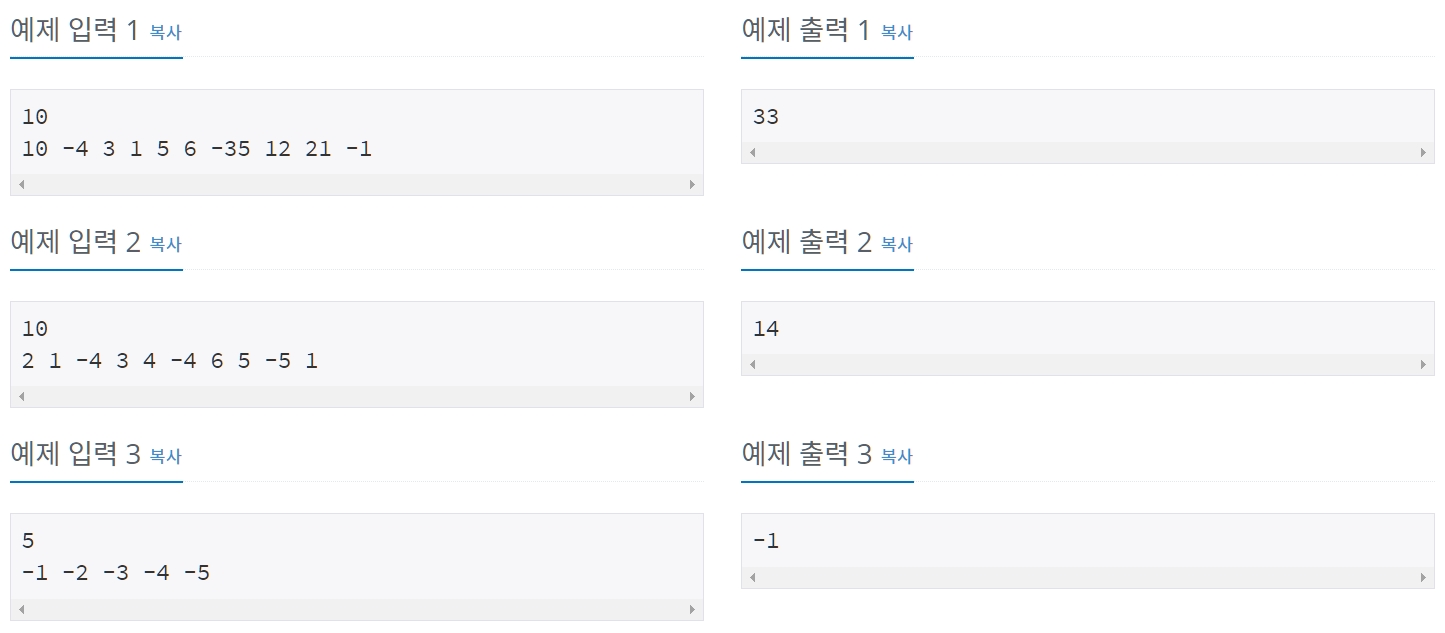 예제 입력 1 복사
10
10 -4 3 1 5 6 -35 12 21 -1
예제 출력 1 복사
33
예제 입력 2 복사
10
2 1 -4 3 4 -4 6 5 -5 1
예제 출력 2 복사
14
예제 입력 3 복사
5
-1 -2 -3 -4 -5
예제 출력 3 복사
-1